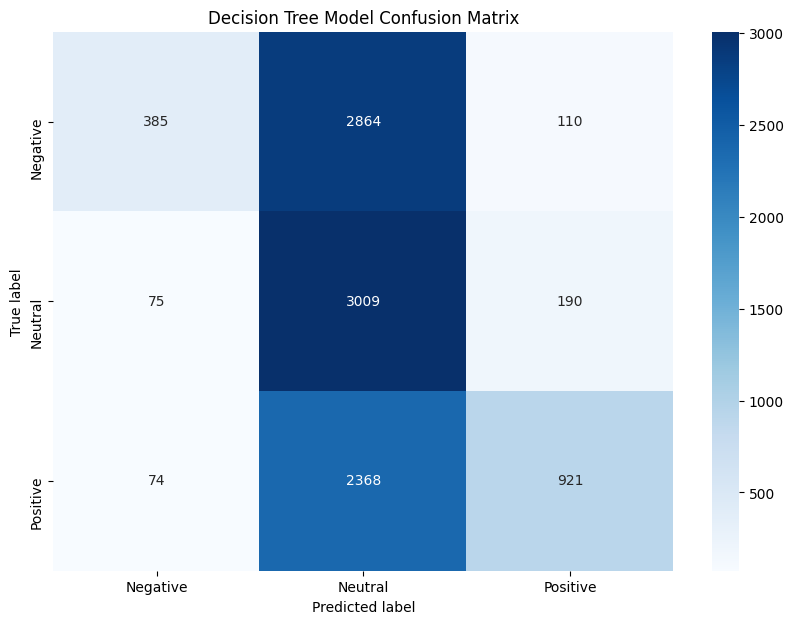 Decision Tree Model Confusion Matrix
3000
385 2864 110
Negative
2500
2000
True label
75 3009 190
Neutral
1500
1000
74 2368 921
Positive
500
Negative Neutral Positive
Predicted label